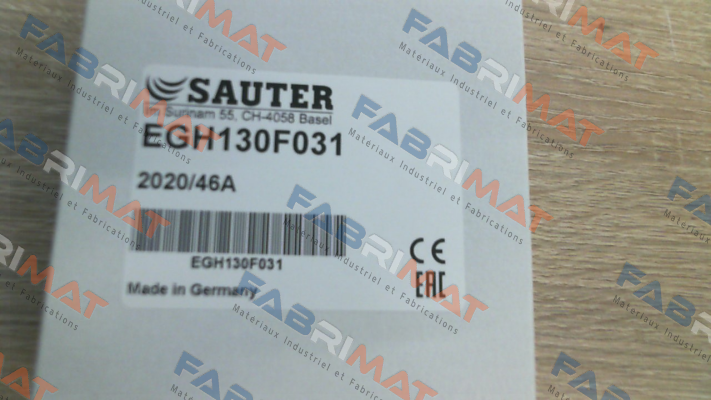 SAUTER
Im Surinam 55, CH-4058 Basel
EGH130F031
2020/46A
EGH130F031
CE
EAC
Made in Germany
FABRIMAT
Materiaux Industriel et Fabrications